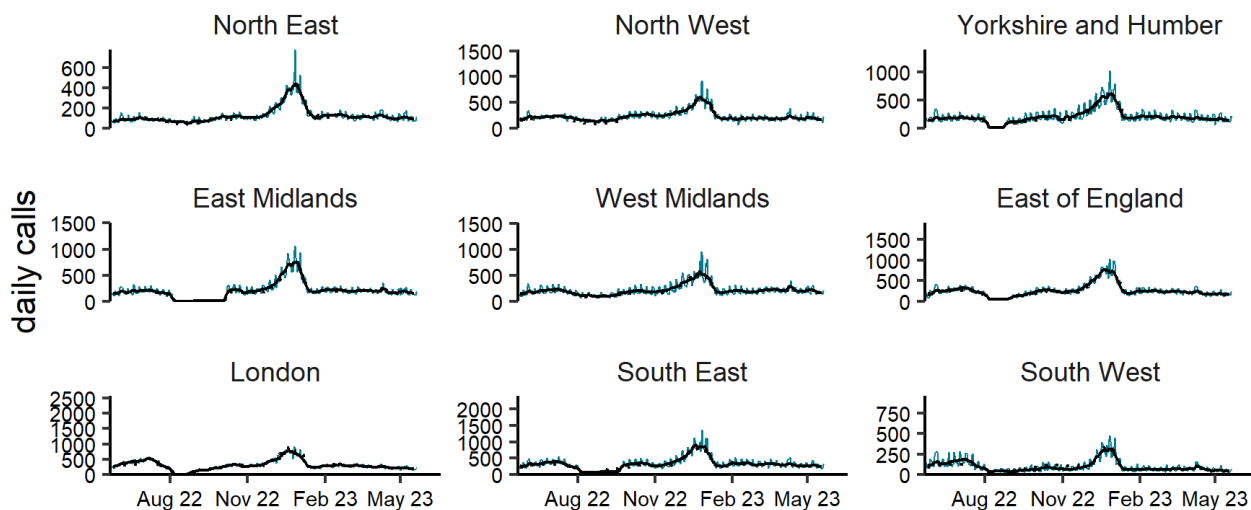 North East
North West
Yorkshire and Humber
600
400
200
0
1500
1000
500
0
1000
500
0
East Midlands
West Midlands
East of England
1500
1000
500
0
1500
1000
500
0
1500
1000
500
0
daily calls
London
South East
South West
2500
2000
1500
1000
500
0
2000
1500
1000
500
0
750
500
250
0
Aug 22 Nov 22 Feb 23 May 23
Aug 22 Nov 22 Feb 23 May 23
Aug 22 Nov 22 Feb 23 May 23